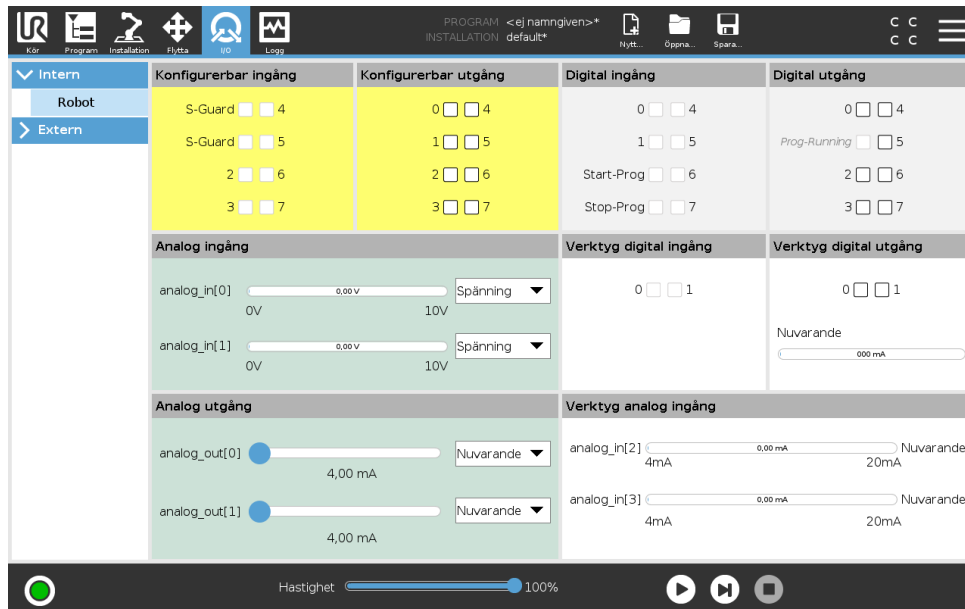 UR
PROGRAM <ej namngiven>*
INSTALLATION default*
C C
C C
Kör Program Installation Flytta I/O Logg Nytt... Öppna... Spara...
Intern
Robot
Extern
Konfigurerbar ingång
S-Guard 4
S-Guard 5
2 6
3 7
Konfigurerbar utgång
0 4
1 5
2 6
3 7
Digital ingång
0 4
1 5
Start-Prog 6
Stop-Prog 7
Digital utgång
0 4
Prog-Running 5
2 6
3 7
Analog ingång
analog_in[0] 0,00 V Spänning
0V 10V
analog_in[1] 0,00 V Spänning
0V 10V
Verktyg digital ingång
0 1
Verktyg digital utgång
0 1
Nuvarande
000 mA
Analog utgång
analog_out[0] Nuvarande
4,00 mA
analog_out[1] Nuvarande
4,00 mA
Verktyg analog ingång
analog_in[2] 0,00 mA Nuvarande
4mA 20mA
analog_in[3] 0,00 mA Nuvarande
4mA 20mA
Hastighet 100%